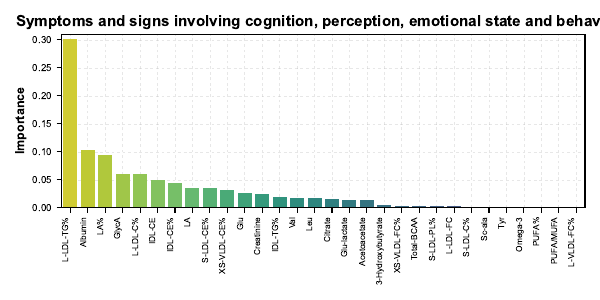 Symptoms and signs involving cognition, perception, emotional state and behav
Importance
0.30
0.25
0.20
0.15
0.10
0.05
0.00
L-LDL-TG%
Albumin
LA%
GlycA
L-LDL-C%
IDL-CE
IDL-CE%
LA
S-LDL-CE%
XS-VLDL-CE%
Glu
Creatinine
IDL-TG%
Val
Leu
Citrate
Glu-lactate
Acetoacetate
3-Hydroxybutyrate
XS-VLDL-FC%
Total-BCAA
S-LDL-PL%
L-LDL-FC
S-LDL-C%
Tyr
Omega-3
PUFA%
PUFA/MUFA
L-VLDL-FC%